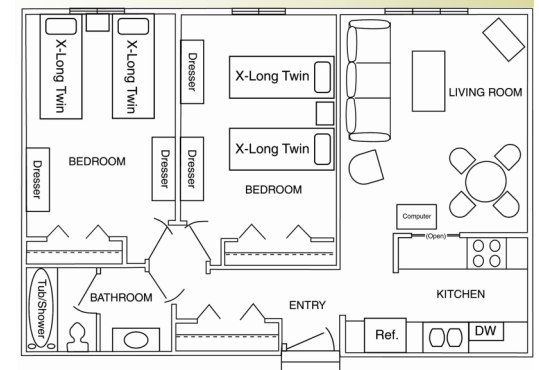 X-Long Twin
X-Long Twin
Dresser
X-Long Twin
LIVING ROOM
X-Long Twin
BEDROOM
Dresser
Dresser
Dresser
BEDROOM
Computer
(Open)
Tub/Shower
BATHROOM
ENTRY
KITCHEN
Ref.
DW